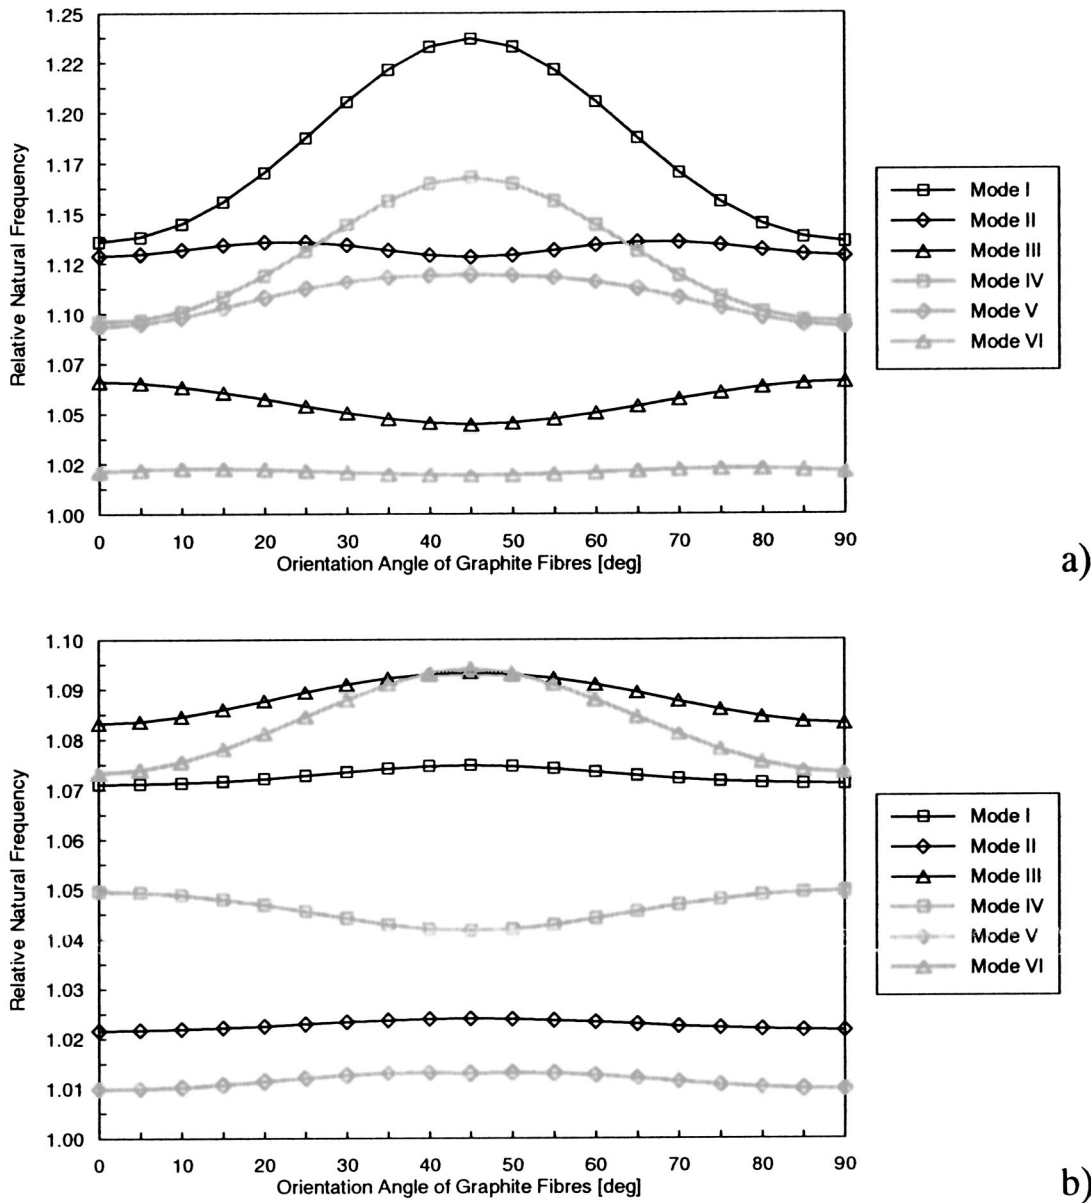 1.25
1.22
1.20
1.17
1.15
1.12
1.10
1.07
1.05
1.02
1.00
Relative Natural Frequency
0 10 20 30 40 50 60 70 80 90
Orientation Angle of Graphite Fibres [deg]
Mode I
Mode II
Mode III
Mode IV
Mode V
Mode VI
a)
1.10
1.09
1.08
1.07
1.06
1.05
1.04
1.03
1.02
1.01
1.00
Relative Natural Frequency
0 10 20 30 40 50 60 70 80 90
Orientation Angle of Graphite Fibres [deg]
Mode I
Mode II
Mode III
Mode IV
Mode V
Mode VI
b)